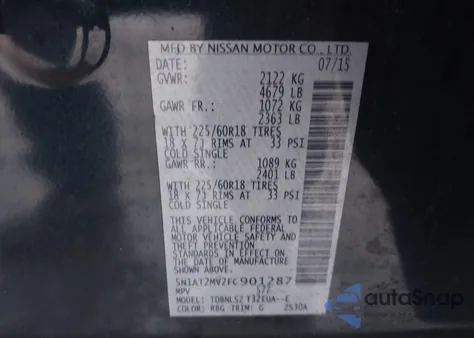 MFD BY NISSAN MOTOR CO., LTD.
DATE: 07/15
GVWR: 2122 KG
4679 LB
GAWR FR.: 1072 KG
2363 LB
WITH 225/60R18 TIRES
18 X 7J RIMS AT 33 PSI
COLD SINGLE
GAWR RR.: 1089 KG
2401 LB
WITH 225/60R18 TIRES
18 X 7J RIMS AT 33 PSI
COLD SINGLE
THIS VEHICLE CONFORMS TO
ALL APPLICABLE FEDERAL
MOTOR VEHICLE SAFETY AND
THEFT PREVENTION
STANDARDS IN EFFECT ON
THE DATE OF MANUFACTURE
SHOWN ABOVE.
5N1AT2MV2FC901287
MPV
MODEL:
COLOR: RBG TRIM: G
autoSnap